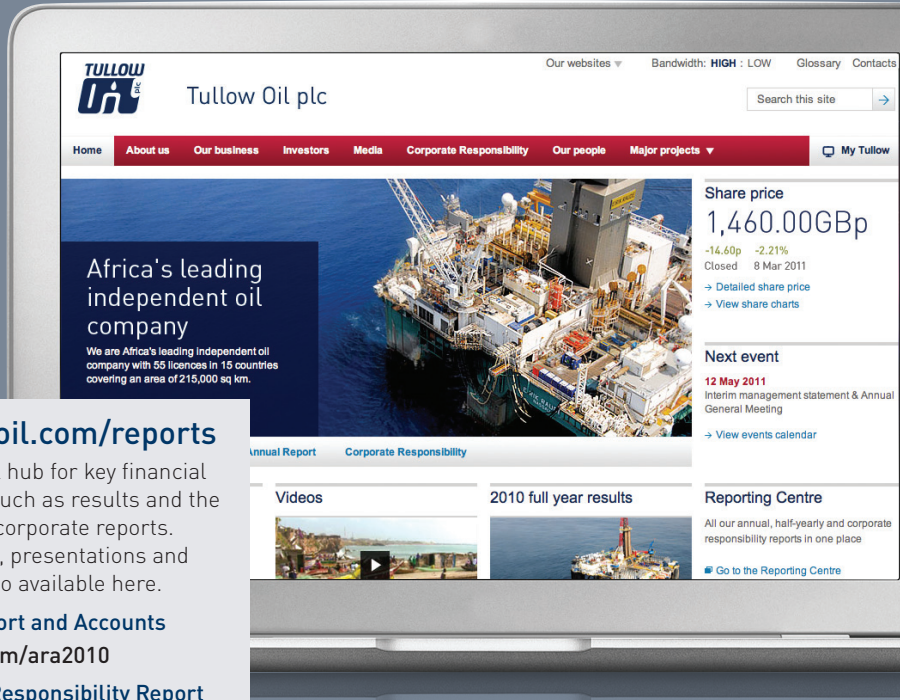 TULLOW
Oil plc
Tullow Oil plc
Our websites ▼ Bandwidth: HIGH : LOW Glossary Contacts
Search this site →
Home About us Our business Investors Media Corporate Responsibility Our people Major projects ▼ My Tullow
Africa's leading
independent oil
company
We are Africa's leading independent oil
company with 55 licences in 15 countries
covering an area of 215,000 sq km.
Share price
1,460.00GBp
-14.60p -2.21%
Closed 8 Mar 2011
→ Detailed share price
→ View share charts
Next event
12 May 2011
Interim management statement & Annual
General Meeting
→ View events calendar
Annual Report Corporate Responsibility
Videos
2010 full year results
Reporting Centre
All our annual, half-yearly and corporate
responsibility reports in one place
Go to the Reporting Centre
oil.com/reports
hub for key financial
such as results and the
corporate reports.
, presentations and
o available here.
ort and Accounts
m/ara2010
Responsibility Report